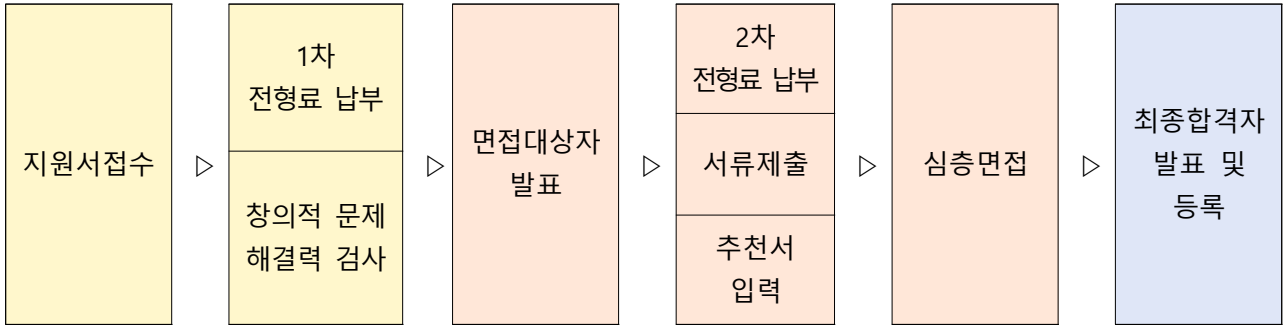 지원서접수
▷
1차
전형료 납부
창의적 문제
해결력 검사
▷
면접대상자
발표
▷
2차
전형료 납부
서류제출
추천서
입력
▷
심층면접
▷
최종합격자
발표 및
등록